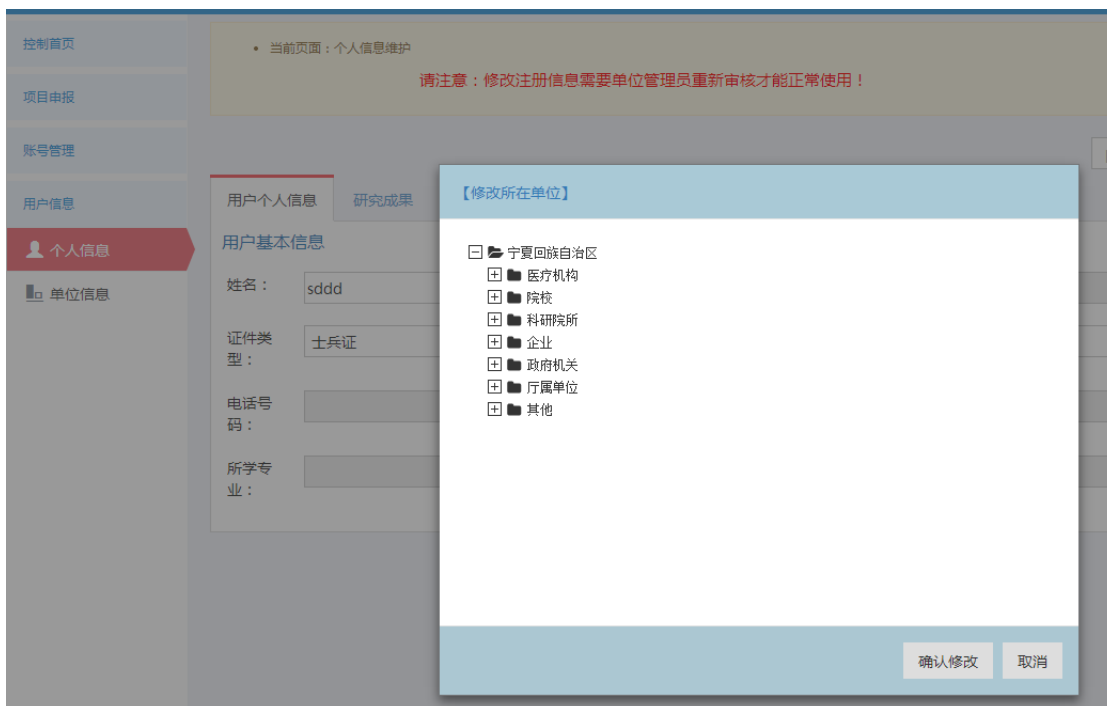 控制首页
项目申报
账号管理
用户信息
个人信息
单位信息
当前页面：个人信息维护
请注意：修改注册信息需要单位管理员重新审核才能正常使用！
用户个人信息
研究成果
用户基本信息
姓名：
sddd
证件类
型：
士兵证
电话号
码：
所学专
业：
【修改所在单位】
宁夏回族自治区
医疗机构
院校
科研院所
企业
政府机关
厅属单位
其他
确认修改
取消